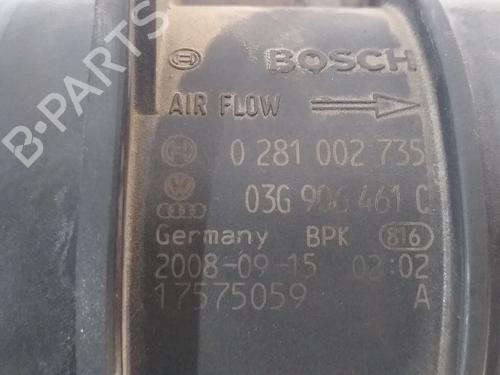 BOSCH
AIR FLOW
0 281 002 735
03G 906 461 C
Germany BPK 816
2008-09-15 02:02
17575059 A
B-PARTS